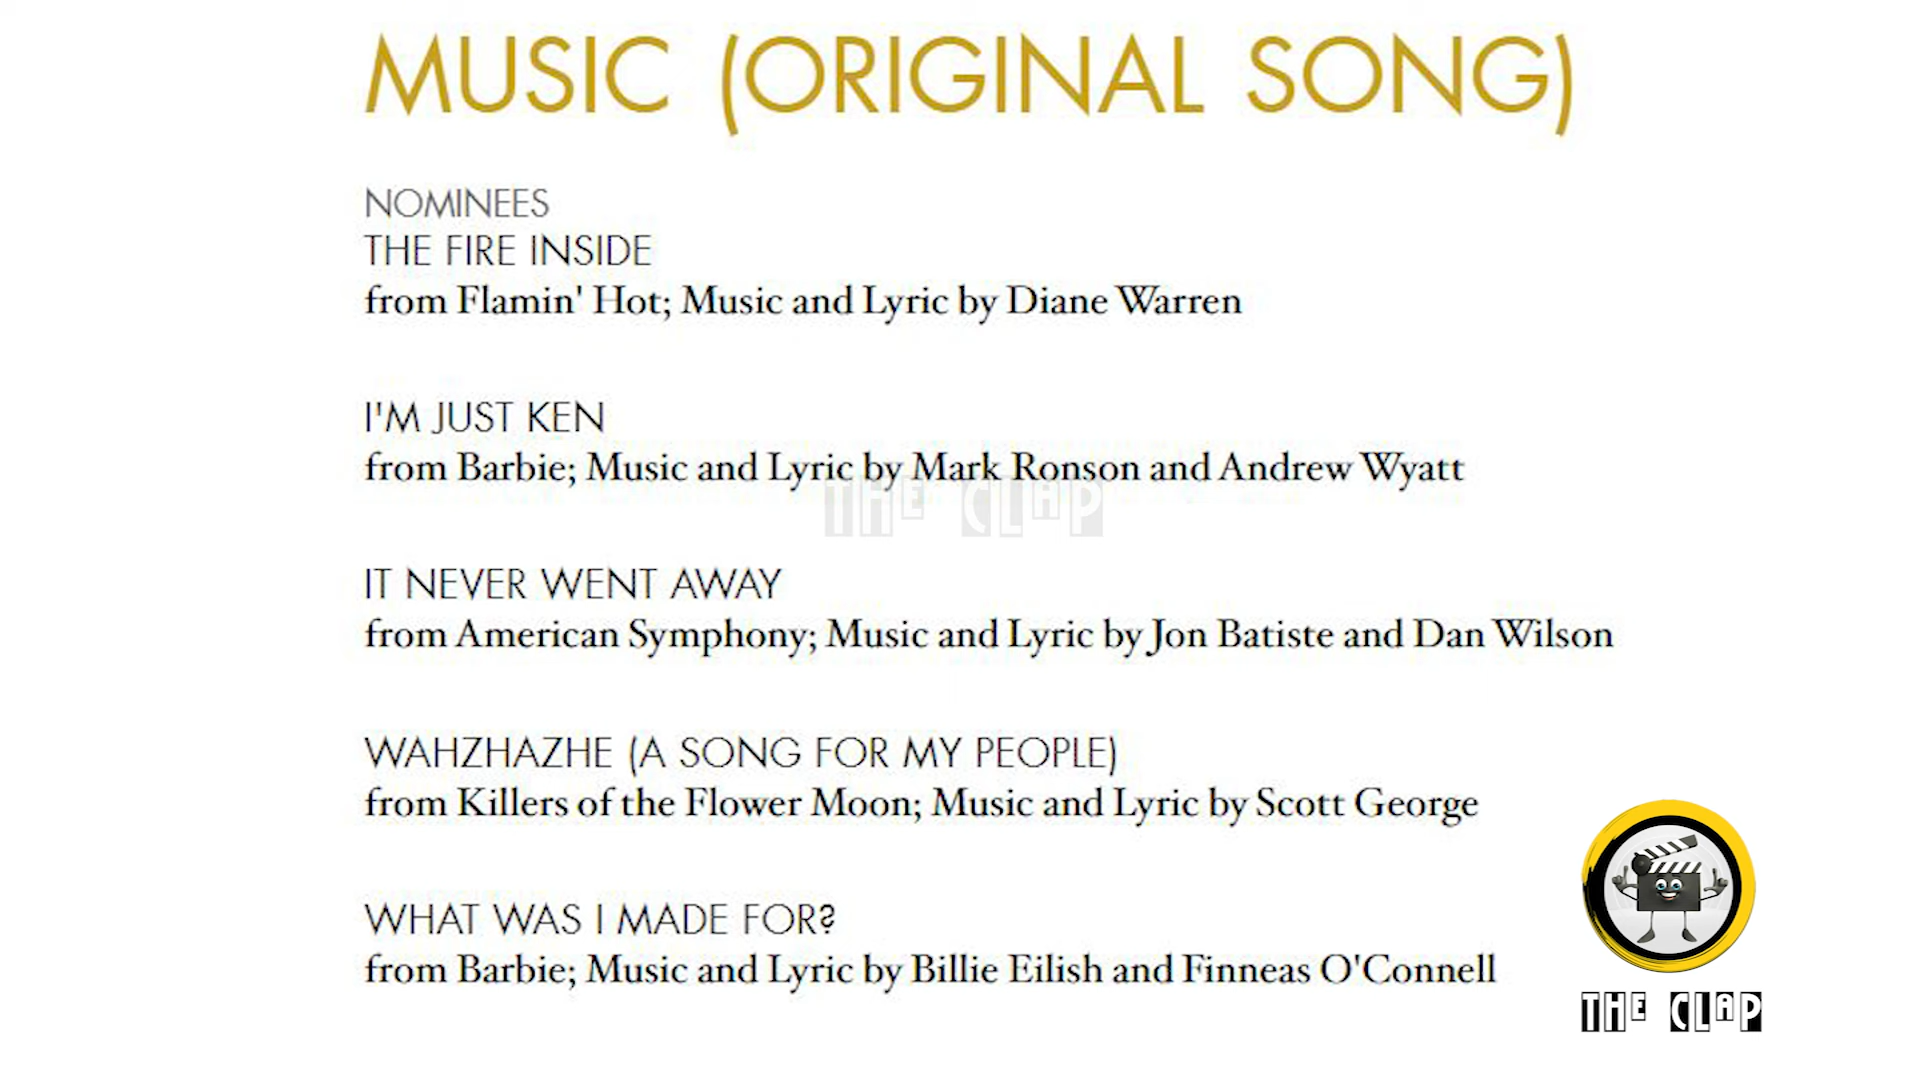 MUSIC (ORIGINAL SONG)
NOMINEES
THE FIRE INSIDE
from Flamin' Hot; Music and Lyric by Diane Warren
I'M JUST KEN
from Barbie; Music and Lyric by Mark Ronson and Andrew Wyatt
THE CLAP
IT NEVER WENT AWAY
from American Symphony; Music and Lyric by Jon Batiste and Dan Wilson
WAHZHAZHE (A SONG FOR MY PEOPLE)
from Killers of the Flower Moon; Music and Lyric by Scott George
WHAT WAS I MADE FOR?
from Barbie; Music and Lyric by Billie Eilish and Finneas O'Connell
THE CLAP